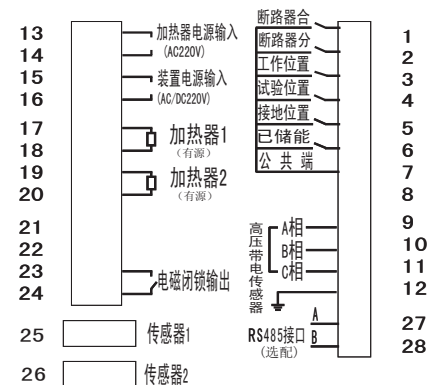 13 加热器电源输入
14 (AC220V)
15 装置电源输入
16 (AC/DC220V)
17 加热器1
18 (有源)
19 加热器2
20 (有源)
21
22
23 电磁闭锁输出
24
25 传感器1
26 传感器2
断路器合 1
断路器分 2
工作位置 3
试验位置 4
接地位置 5
已储能 6
公共端 7
8
高压带电传感器
A相 9
B相 10
C相 11
12
A 27
RS485接口 B 28
(选配)